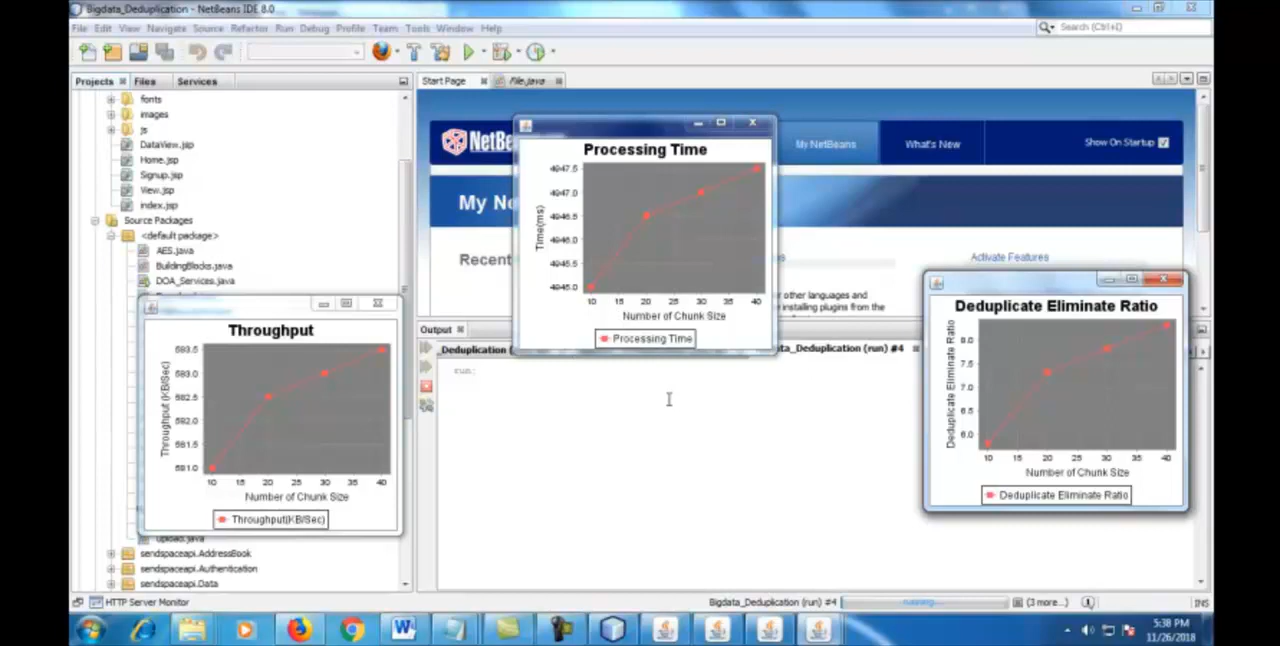 Bigdata_Deduplication - NetBeans IDE 8.0
File Edit View Navigate Source Refactor Run Debug Profile Team Tools Window Help
Search (Ctrl+I)
Projects Files Services
Start Page File.java
fonts
images
js
DataView.jsp
Home.jsp
Signup.jsp
View.jsp
index.jsp
Source Packages
<default package>
AES.java
BuildingBlocks.java
DOA_Services.java
upload.java
sendspaceapi.AddressBook
sendspaceapi.Authentication
sendspaceapi.Data
HTTP Server Monitor
NetB
My NetBeans
What's New
Show On Startup
My Ne
Recent
Activate Features
r other languages and
installing plugins from the
Processing Time
4947.5
4947.0
4946.5
4946.0
4945.5
4945.0
Time(ms)
10 15 20 25 30 35 40
Number of Chunk Size
Processing Time
Throughput
593.5
593.0
592.5
592.0
591.5
591.0
Throughput (KB/Sec)
10 15 20 25 30 35 40
Number of Chunk Size
Throughput(KB/Sec)
Deduplicate Eliminate Ratio
8.0
7.5
7.0
6.5
6.0
Deduplicate Eliminate Ratio
10 15 20 25 30 35 40
Number of Chunk Size
Deduplicate Eliminate Ratio
Output
_Deduplication (
ta_Deduplication (run) #4
run:
Bigdata_Deduplication (run) #4
running...
(3 more...)
INS
5:38 PM
11/26/2018